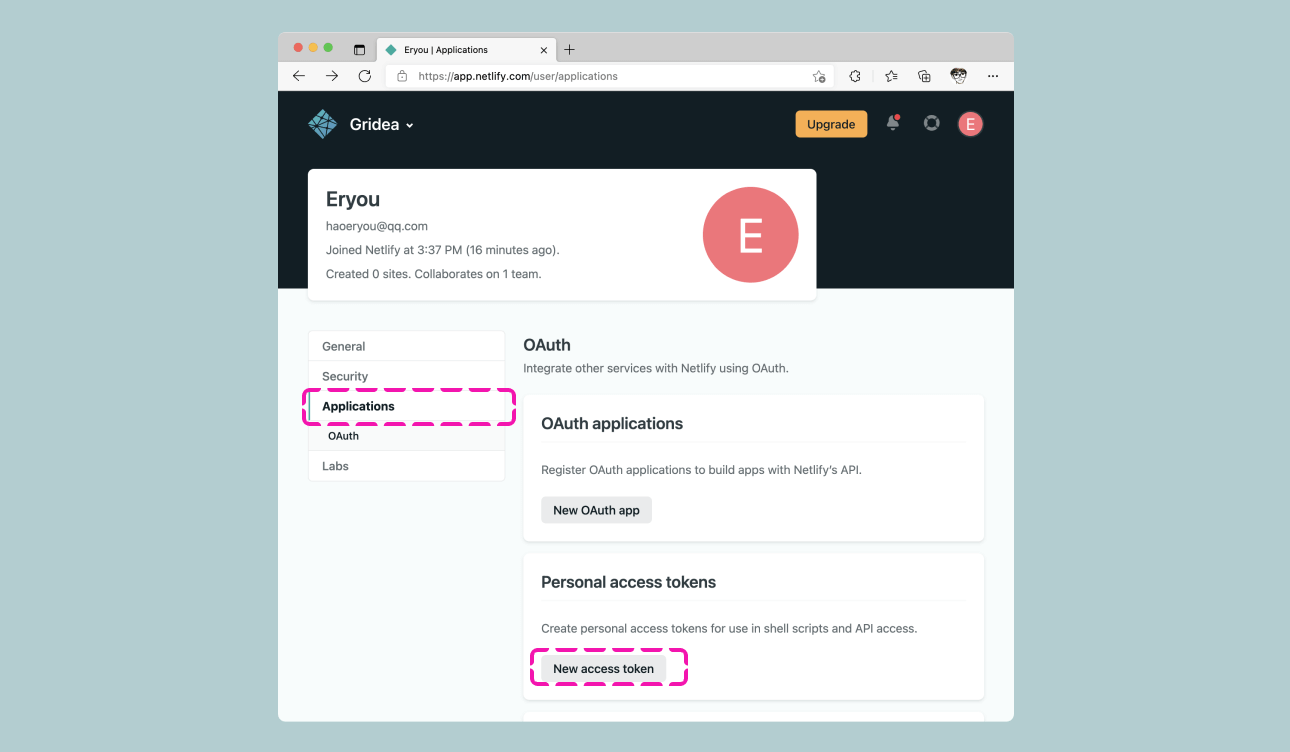 Eryou | Applications
https://app.netlify.com/user/applications
Gridea
Upgrade
E
Eryou
haoeryou@qq.com
Joined Netlify at 3:37 PM (16 minutes ago).
Created 0 sites. Collaborates on 1 team.
E
General
Security
Applications
OAuth
Labs
OAuth
Integrate other services with Netlify using OAuth.
OAuth applications
Register OAuth applications to build apps with Netlify’s API.
New OAuth app
Personal access tokens
Create personal access tokens for use in shell scripts and API access.
New access token